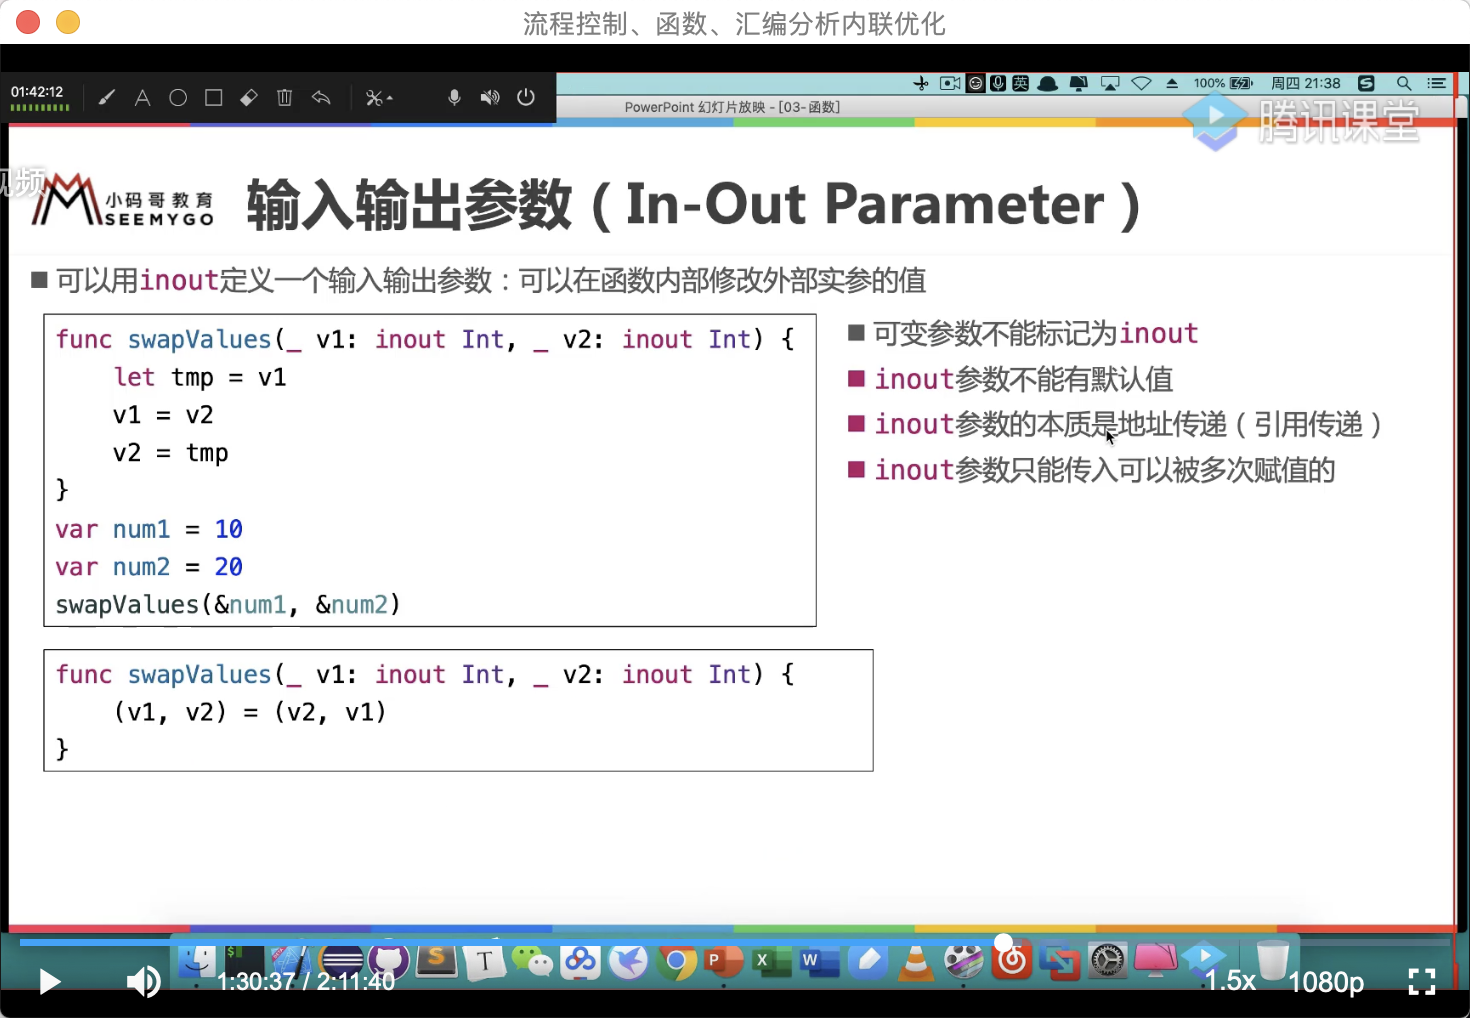 流程控制、函数、汇编分析内联优化
01:42:12
英
100%
周四 21:38
PowerPoint 幻灯片放映 - [03-函数]
腾讯课堂
视频
小码哥教育
SEEMYGO
输入输出参数（In-Out Parameter）
可以用inout定义一个输入输出参数：可以在函数内部修改外部实参的值
func swapValues(_ v1: inout Int, _ v2: inout Int) {
let tmp = v1
v1 = v2
v2 = tmp
}
var num1 = 10
var num2 = 20
swapValues(&num1, &num2)
可变参数不能标记为inout
inout参数不能有默认值
inout参数的本质是地址传递（引用传递）
inout参数只能传入可以被多次赋值的
func swapValues(_ v1: inout Int, _ v2: inout Int) {
(v1, v2) = (v2, v1)
}
1:30:37 / 2:11:40
1.5x
1080p